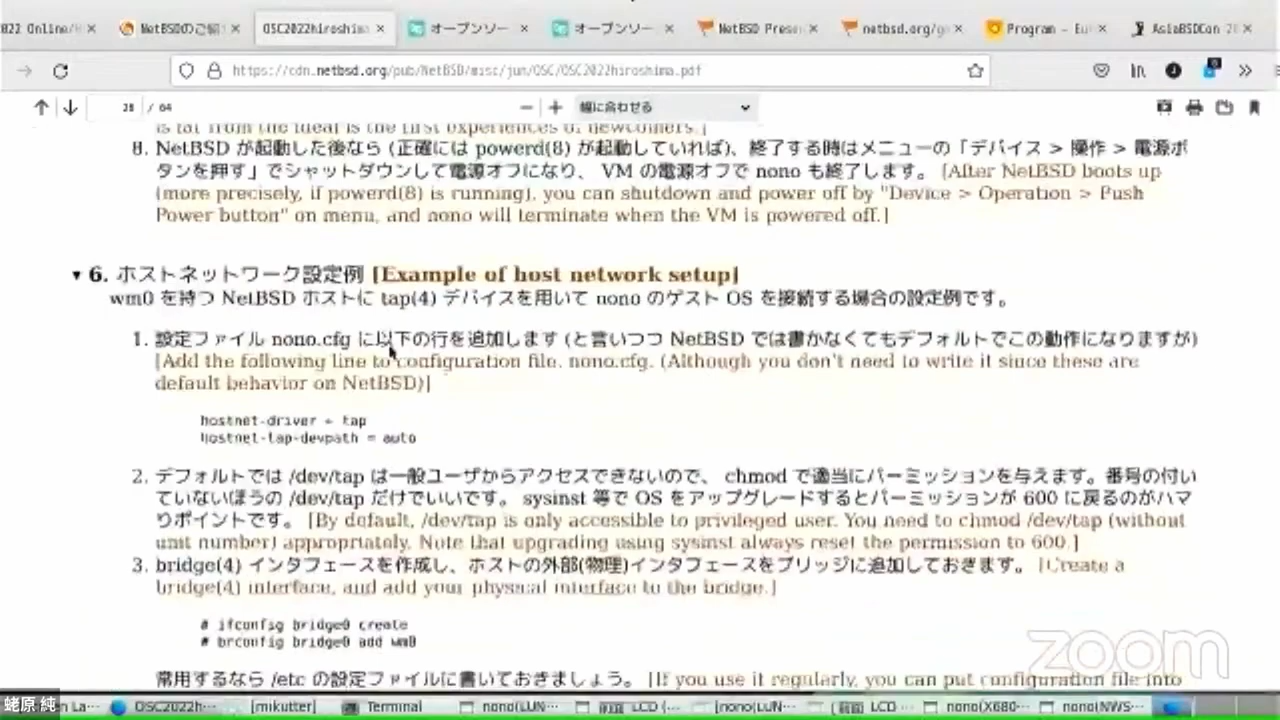 022 Online/H
NetBSDのご紹
OSC2022hiroshima
オープンソー
オープンソー
NetBSD Prese
netbsd.org/g
Program – Eu
AsiaBSDCon 20
https://cdn.netbsd.org/pub/NetBSD/misc/jun/OSC/OSC2022hiroshima.pdf
28 / 64
幅に合わせる
is far from the ideal is the first experiences of newcomers.]
8. NetBSD が起動した後なら (正確には powerd(8) が起動していれば)、終了する時はメニューの「デバイス > 操作 > 電源ボ
タンを押す」でシャットダウンして電源オフになり、 VM の電源オフで nono も終了します。 [After NetBSD boots up
(more precisely, if powerd(8) is running), you can shutdown and power off by "Device > Operation > Push
Power button" on menu, and nono will terminate when the VM is powered off.]
▾ 6. ホストネットワーク設定例 [Example of host network setup]
wm0 を持つ NetBSD ホストに tap(4) デバイスを用いて nono のゲスト OS を接続する場合の設定例です。
1. 設定ファイル nono.cfg に以下の行を追加します (と言いつつ NetBSD では書かなくてもデフォルトでこの動作になりますが)
[Add the following line to configuration file, nono.cfg. (Although you don't need to write it since these are
default behavior on NetBSD)]
hostnet-driver = tap
hostnet-tap-devpath = auto
2. デフォルトでは /dev/tap は一般ユーザからアクセスできないので、 chmod で適当にパーミッションを与えます。番号の付い
ていないほうの /dev/tap だけでいいです。 sysinst 等で OS をアップグレードするとパーミッションが 600 に戻るのがハマ
りポイントです。 [By default, /dev/tap is only accessible to privileged user. You need to chmod /dev/tap (without
unit number) appropriately. Note that upgrading using sysinst always reset the permission to 600.]
3. bridge(4) インタフェースを作成し、ホストの外部(物理)インタフェースをブリッジに追加しておきます。 [Create a
bridge(4) interface, and add your physical interface to the bridge.]
# ifconfig bridge0 create
# brconfig bridge0 add wm0
常用するなら /etc の設定ファイルに書いておきましょう。 [If you use it regularly, you can put configuration file into
zoom
蛯原 純
n La…
OSC2022h…
[mikutter]
Terminal
nono(LUN…
LCD (…
[nono(LUN…
LCD …
nono(X680…
nono(NWS…